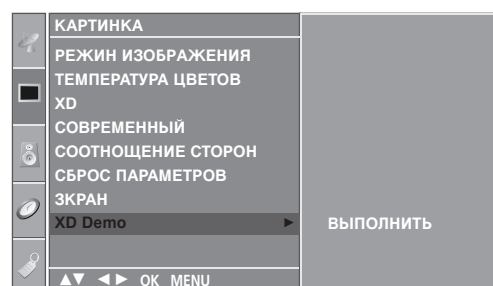 КАРТИНКА
РЕЖИН ИЗОБРАЖЕНИЯ
ТЕМПЕРАТУРА ЦВЕТОВ
XD
СОВРЕМЕННЫЙ
СООТНОЩЕНИЕ СТОРОН
СБРОС ПАРАМЕТРОВ
ЗКРАН
XD Demo ► ВЫПОЛНИТЬ
▲▼ ◄► OK MENU